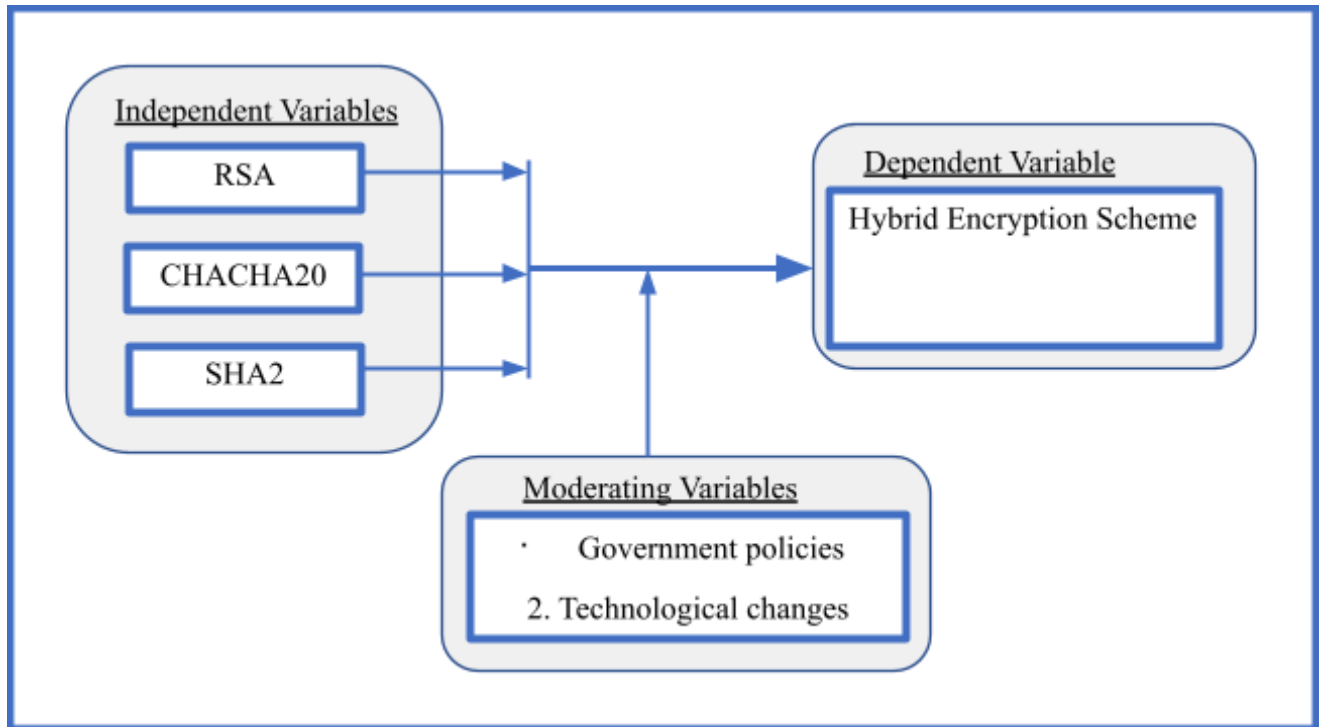 Independent Variables
RSA
CHACHA20
SHA2
Dependent Variable
Hybrid Encryption Scheme
Moderating Variables
· Government policies
2. Technological changes